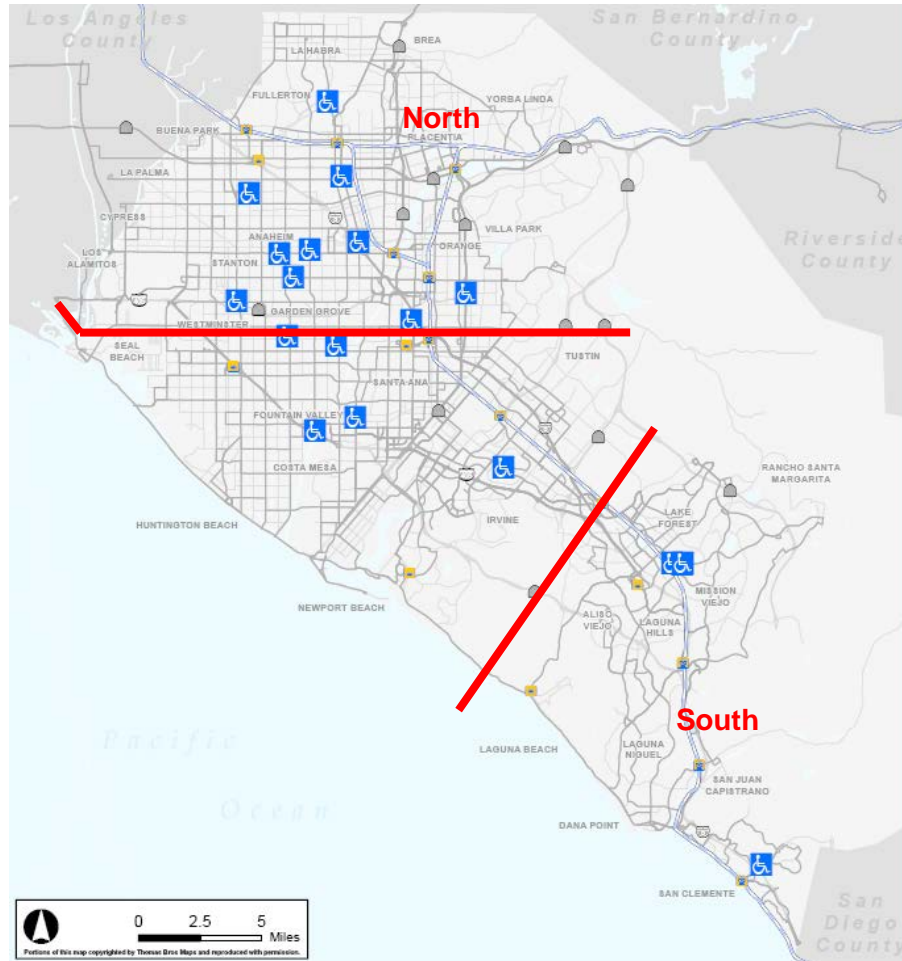 Los Angeles
County
San Bernardino
County
BREA
LA HABRA
FULLERTON
YORBA LINDA
North
PLACENTIA
BUENA PARK
LA PALMA
CYPRESS
VILLA PARK
ANAHEIM
ORANGE
Riverside
County
LOS
ALAMITOS
STANTON
GARDEN GROVE
WESTMINSTER
SEAL
BEACH
TUSTIN
SANTA ANA
FOUNTAIN VALLEY
COSTA MESA
RANCHO SANTA
MARGARITA
HUNTINGTON BEACH
IRVINE
LAKE
FOREST
MISSION
VIEJO
NEWPORT BEACH
ALISO
VIEJO
LAGUNA
HILLS
South
Pacific
Ocean
LAGUNA BEACH
LAGUNA
NIGUEL
SAN JUAN
CAPISTRANO
DANA POINT
SAN CLEMENTE
San
Diego
County
0 2.5 5
Miles
Portions of this map copyrighted by Thomas Bros Maps and reproduced with permission.